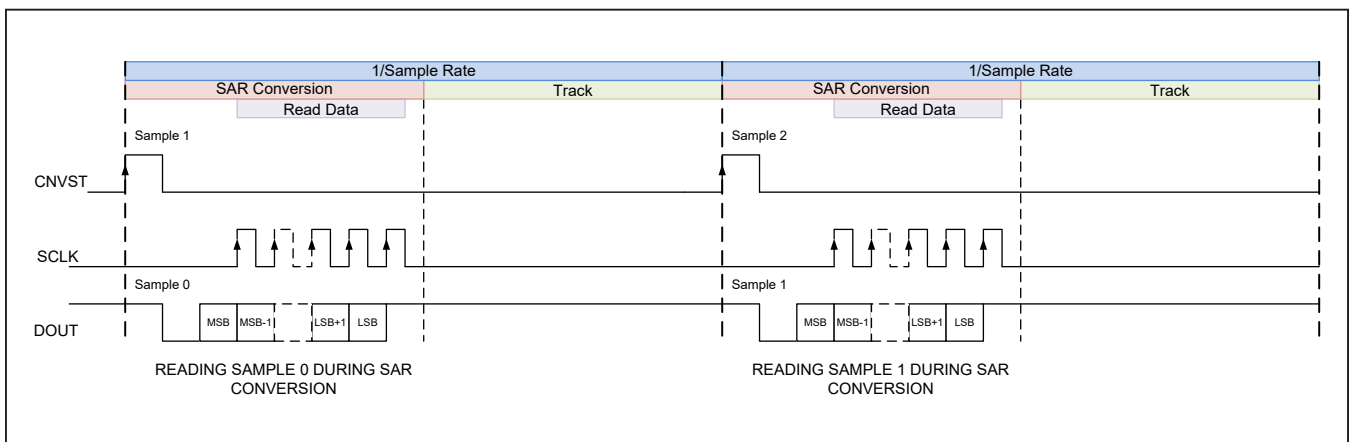 1/Sample Rate
1/Sample Rate
SAR Conversion
Track
SAR Conversion
Track
Read Data
Read Data
Sample 1
Sample 2
CNVST
SCLK
Sample 0
Sample 1
DOUT
MSB
MSB-1
LSB+1
LSB
MSB
MSB-1
LSB+1
LSB
READING SAMPLE 0 DURING SAR
CONVERSION
READING SAMPLE 1 DURING SAR
CONVERSION